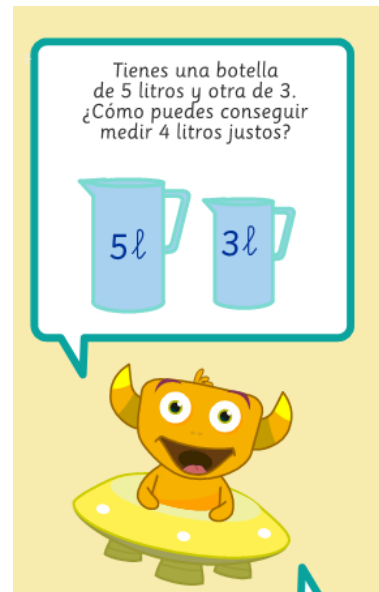 Tienes una botella
de 5 litros y otra de 3.
¿Cómo puedes conseguir
medir 4 litros justos?
5ℓ 3ℓ